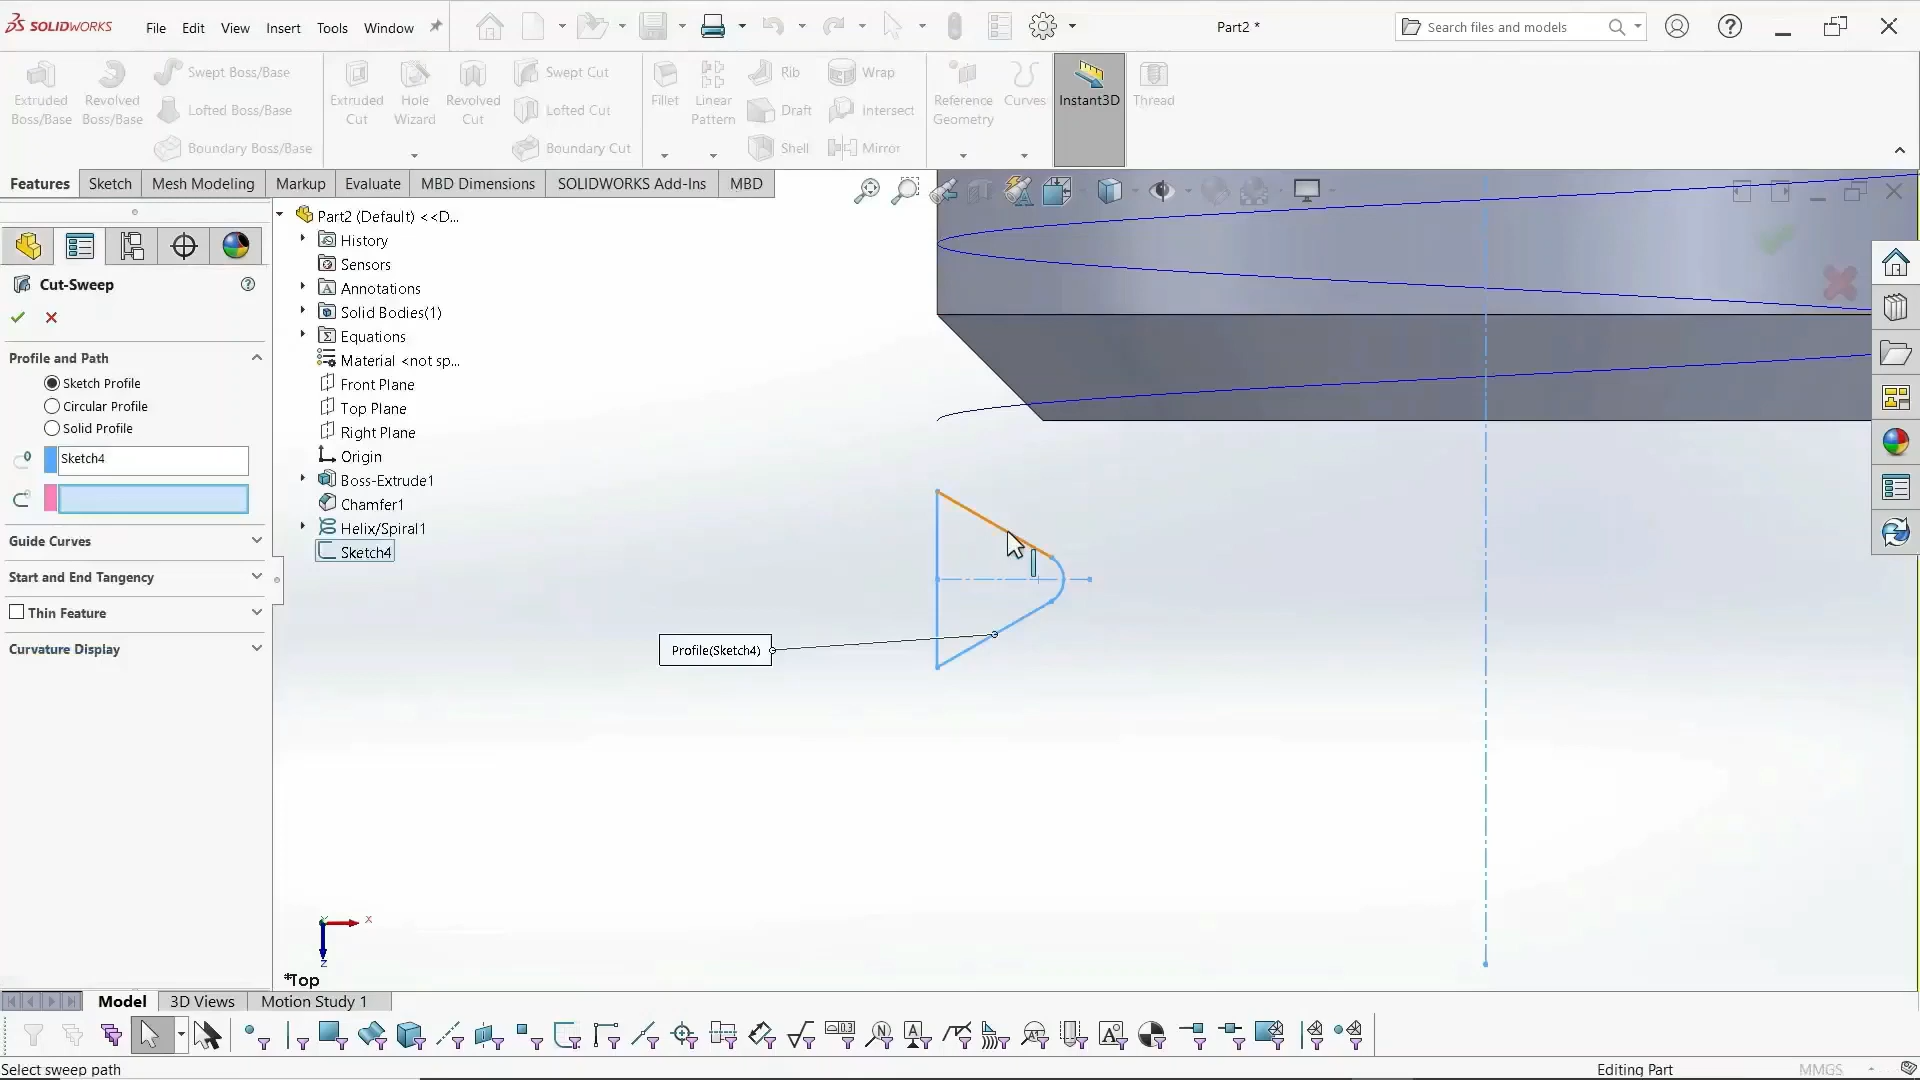 SOLIDWORKS File Edit View Insert Tools Window Part2 * Search files and models
Extruded Boss/Base
Revolved Boss/Base
Swept Boss/Base
Lofted Boss/Base
Boundary Boss/Base
Extruded Cut
Hole Wizard
Revolved Cut
Swept Cut
Lofted Cut
Boundary Cut
Fillet
Linear Pattern
Rib
Draft
Shell
Wrap
Intersect
Mirror
Reference Geometry
Curves
Instant3D
Thread
Features Sketch Mesh Modeling Markup Evaluate MBD Dimensions SOLIDWORKS Add-Ins MBD
Cut-Sweep
Profile and Path
Sketch Profile
Circular Profile
Solid Profile
Sketch4
Guide Curves
Start and End Tangency
Thin Feature
Curvature Display
Part2 (Default) <<D...
History
Sensors
Annotations
Solid Bodies(1)
Equations
Material <not sp...
Front Plane
Top Plane
Right Plane
Origin
Boss-Extrude1
Chamfer1
Helix/Spiral1
Sketch4
Profile(Sketch4)
X
Y
Z
*Top
Model 3D Views Motion Study 1
Select sweep path Editing Part MMGS